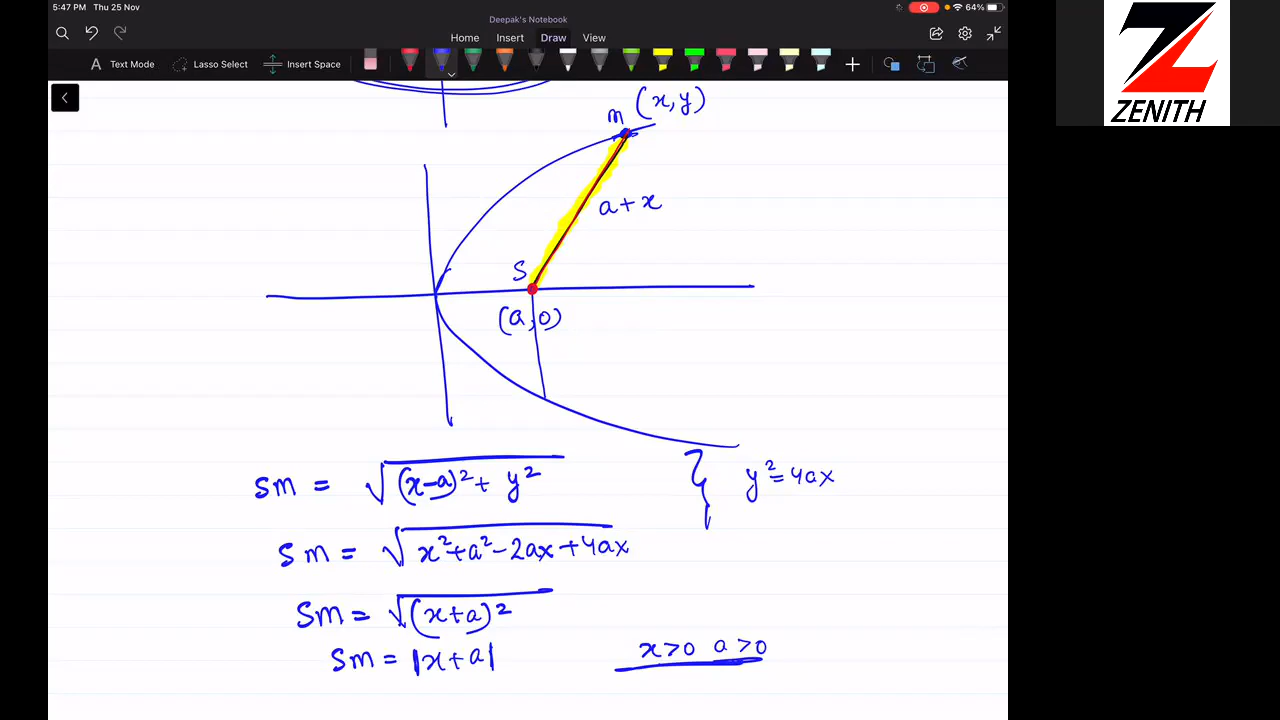 5:47 PM Thu 25 Nov
64%
Deepak's Notebook
Home Insert Draw View
Text Mode Lasso Select Insert Space
ZENITH
m (x,y)
a+x
S
(a,0)
Sm = √(x-a)²+ y²
y²=4ax
Sm = √x²+a²-2ax+4ax
Sm = √(x+a)²
Sm = |x+a|
x>0 a>0